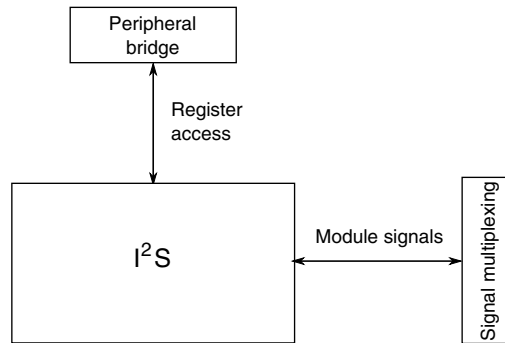 Peripheral
bridge
Register
access
I²S
Module signals
Signal multiplexing